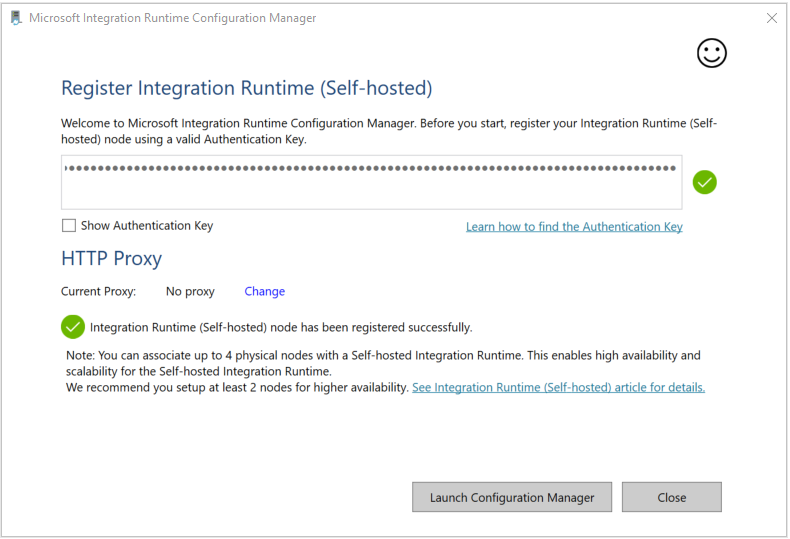 Microsoft Integration Runtime Configuration Manager
Register Integration Runtime (Self-hosted)
Welcome to Microsoft Integration Runtime Configuration Manager. Before you start, register your Integration Runtime (Self-
hosted) node using a valid Authentication Key.
Show Authentication Key
Learn how to find the Authentication Key
HTTP Proxy
Current Proxy: No proxy Change
Integration Runtime (Self-hosted) node has been registered successfully.
Note: You can associate up to 4 physical nodes with a Self-hosted Integration Runtime. This enables high availability and
scalability for the Self-hosted Integration Runtime.
We recommend you setup at least 2 nodes for higher availability. See Integration Runtime (Self-hosted) article for details.
Launch Configuration Manager
Close